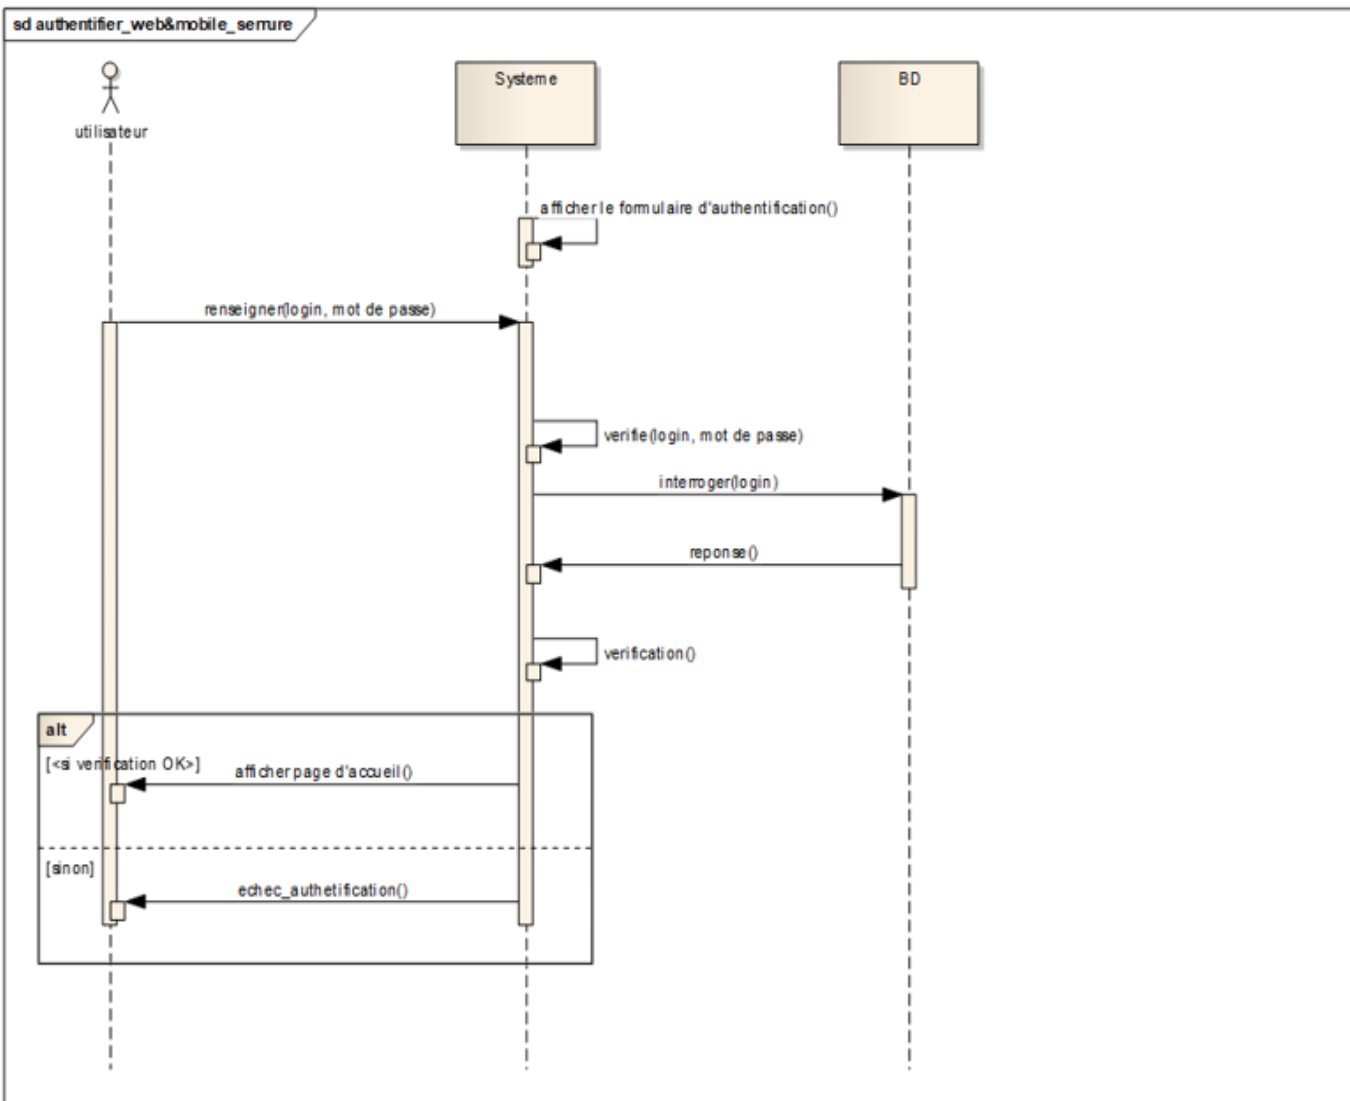 sd authentifier_web&mobile_serrure
utilisateur
Systeme
BD
afficher le formulaire d'authentification()
renseigner(login, mot de passe)
verifie(login, mot de passe)
interroger(login)
reponse()
verification()
alt
[<si verification OK>]
afficher page d'accueil()
[sinon]
echec_authetification()